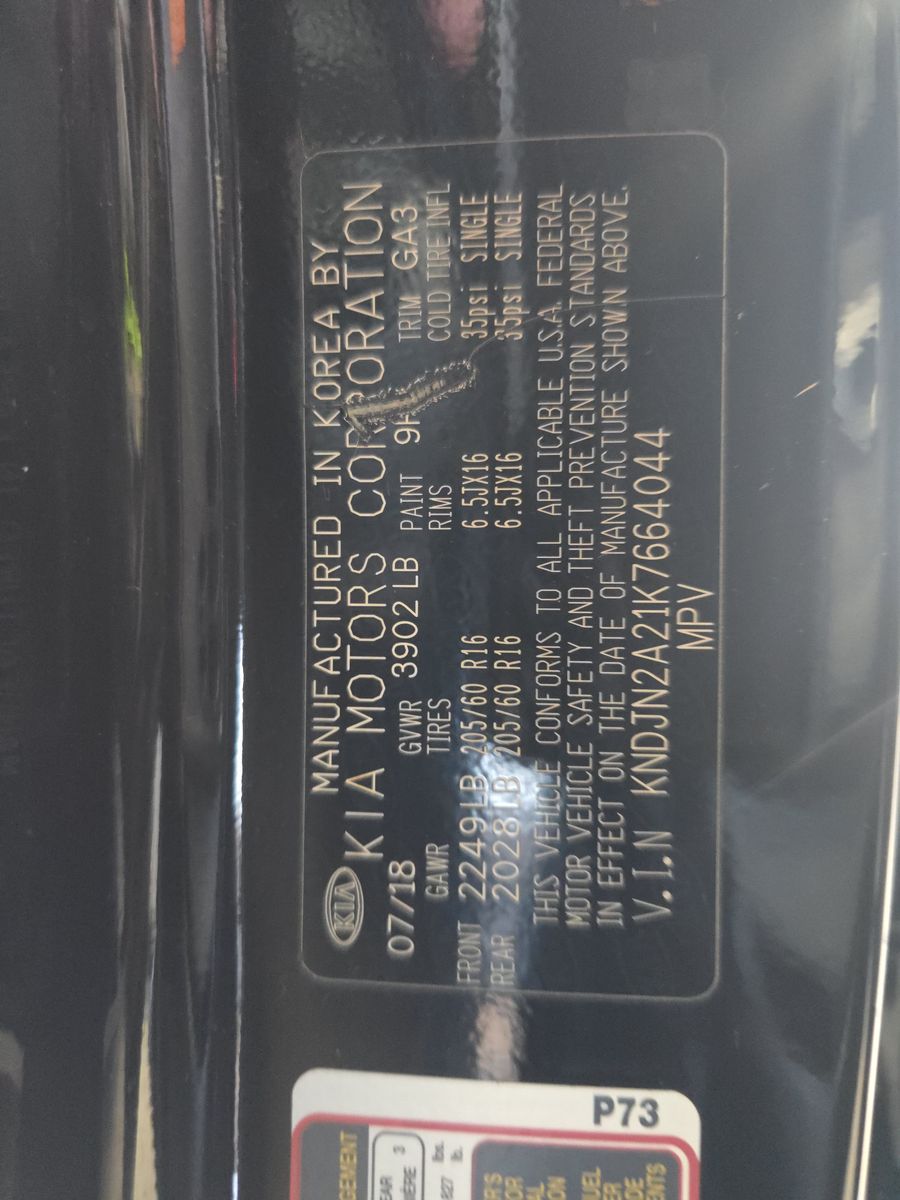 MANUFACTURED IN KOREA BY
KIA KIA MOTORS CORPORATION
07/18 GVWR 3902 LB PAINT TRIM GA3
GAWR TIRES RIMS COLD TIRE INFL
FRONT 2249LB 205/60 R16 6.5JX16 35psi SINGLE
REAR 2028LB 205/60 R16 6.5JX16 35psi SINGLE
THIS VEHICLE CONFORMS TO ALL APPLICABLE U.S.A. FEDERAL
MOTOR VEHICLE SAFETY AND THEFT PREVENTION STANDARDS
IN EFFECT ON THE DATE OF MANUFACTURE SHOWN ABOVE.
V.I.N KNDJN2A21K7664044
MPV
P73